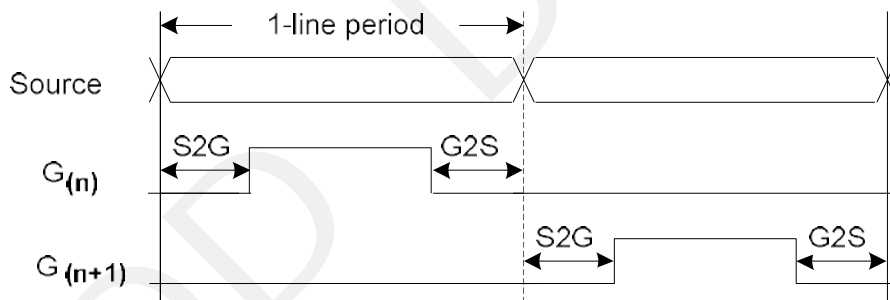 1-line period
Source
S2G
G2S
G(n)
S2G
G2S
G(n+1)